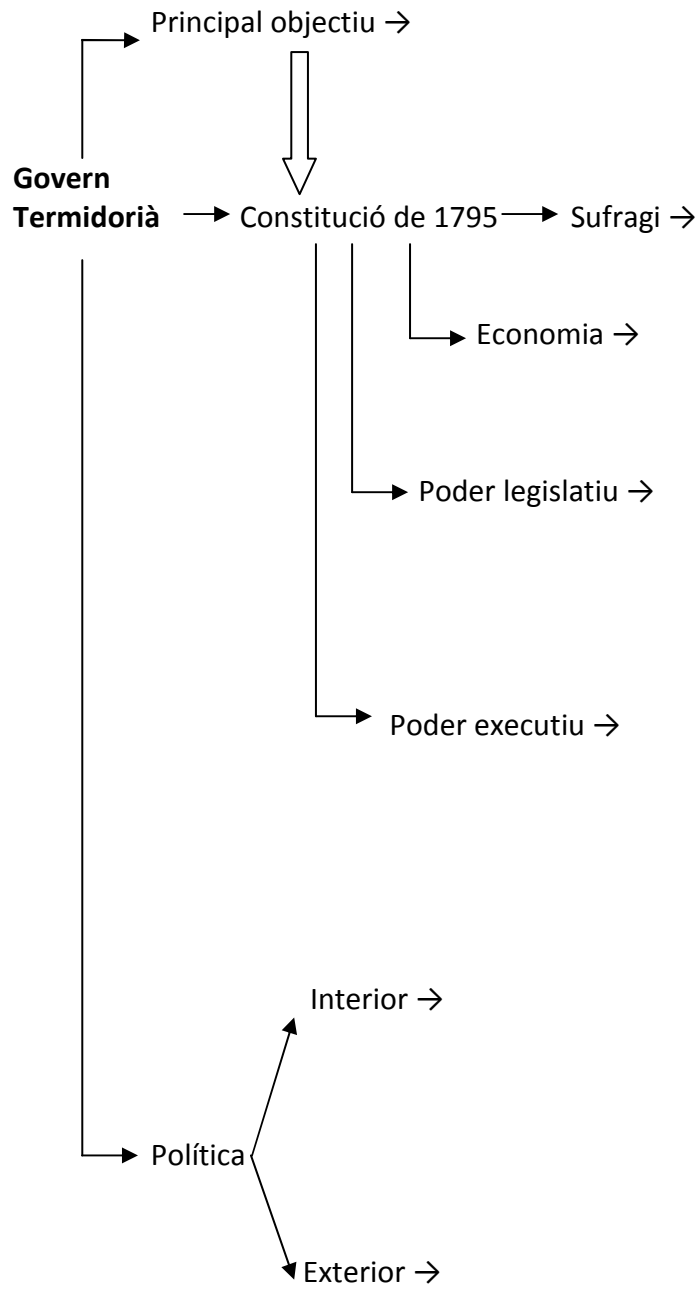 Principal objectiu →
Govern
Termidorià
Constitució de 1795
Sufragi →
Economia →
Poder legislatiu →
Poder executiu →
Interior →
Política
Exterior →